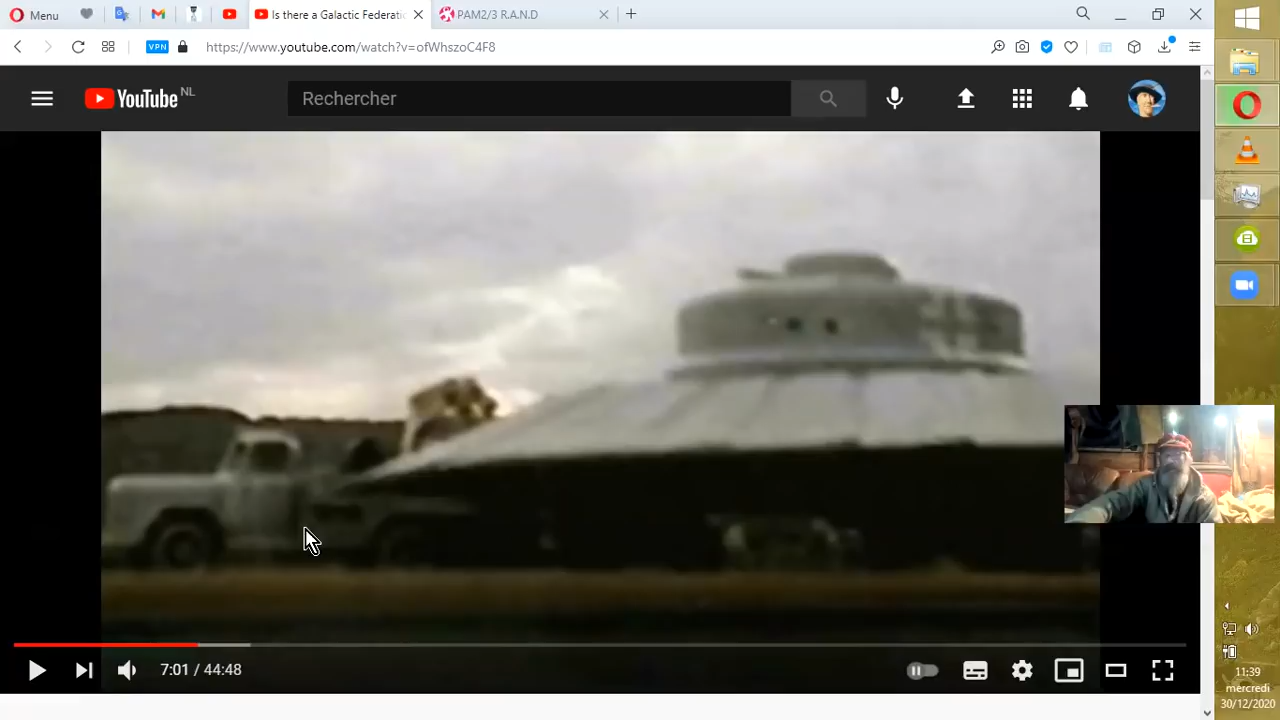 Menu
Is there a Galactic Federati
PAM2/3 R.A.N.D
VPN
https://www.youtube.com/watch?v=ofWhszoC4F8
YouTube NL
Rechercher
7:01 / 44:48
11:39
mercredi
30/12/2020